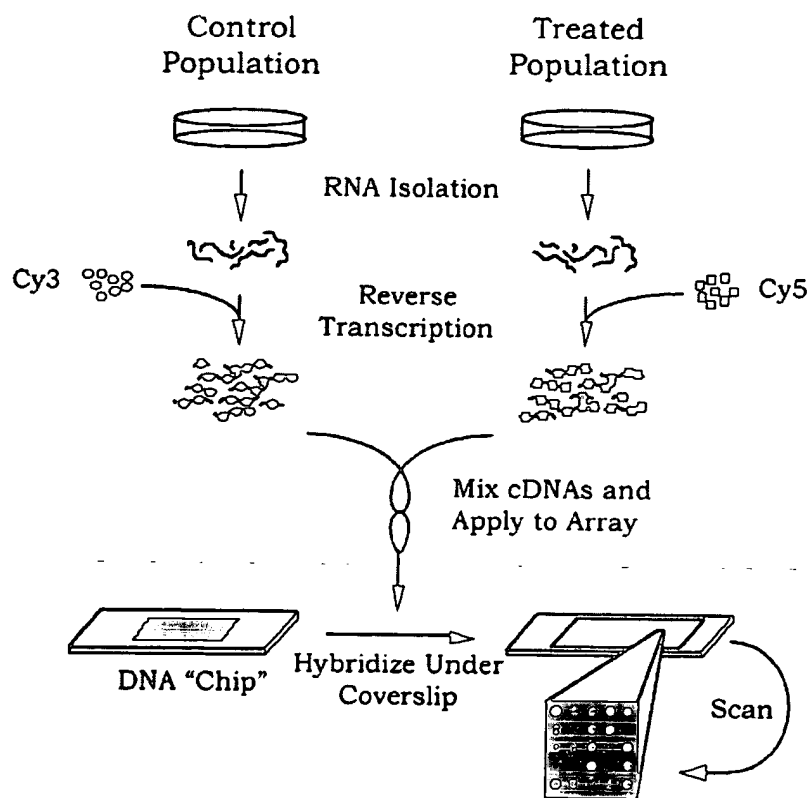 Control
Population
Treated
Population
RNA Isolation
Cy3
Reverse
Transcription
Cy5
Mix cDNAs and
Apply to Array
DNA “Chip”
Hybridize Under
Coverslip
Scan